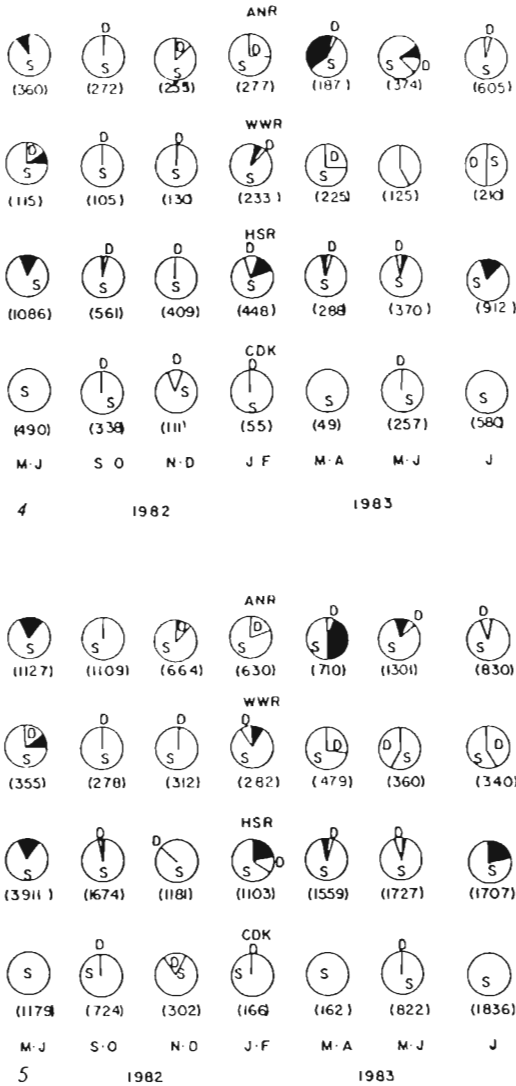 ANR
D D
S S D S D S S D S
(360) (272) (255) (277) (187) (374) (605)
WWR
D D D D
D S S S S D S D S
(115) (105) (130) (233) (225) (125) (210)
HSR
D D D D D
S S S S S S S
(1086) (561) (409) (448) (288) (370) (912)
CDK
D D D D
S S S S S S S
(490) (338) (111) (55) (49) (257) (580)
M·J S O N·D J F M·A M·J J
4 1982 1983
ANR
D D D
S S D S D S S S S
(1127) (1109) (664) (630) (710) (1301) (830)
WWR
D D D
D S S S S S D D S S D
(355) (278) (312) (282) (479) (360) (340)
HSR
D D D D D
S S S S S S S
(3911) (1674) (1181) (1103) (1559) (1727) (1707)
CDK
D D D
S S D S S S S S
(1179) (724) (302) (166) (162) (822) (1836)
M·J S·O N·D J·F M·A M·J J
5 1982 1983